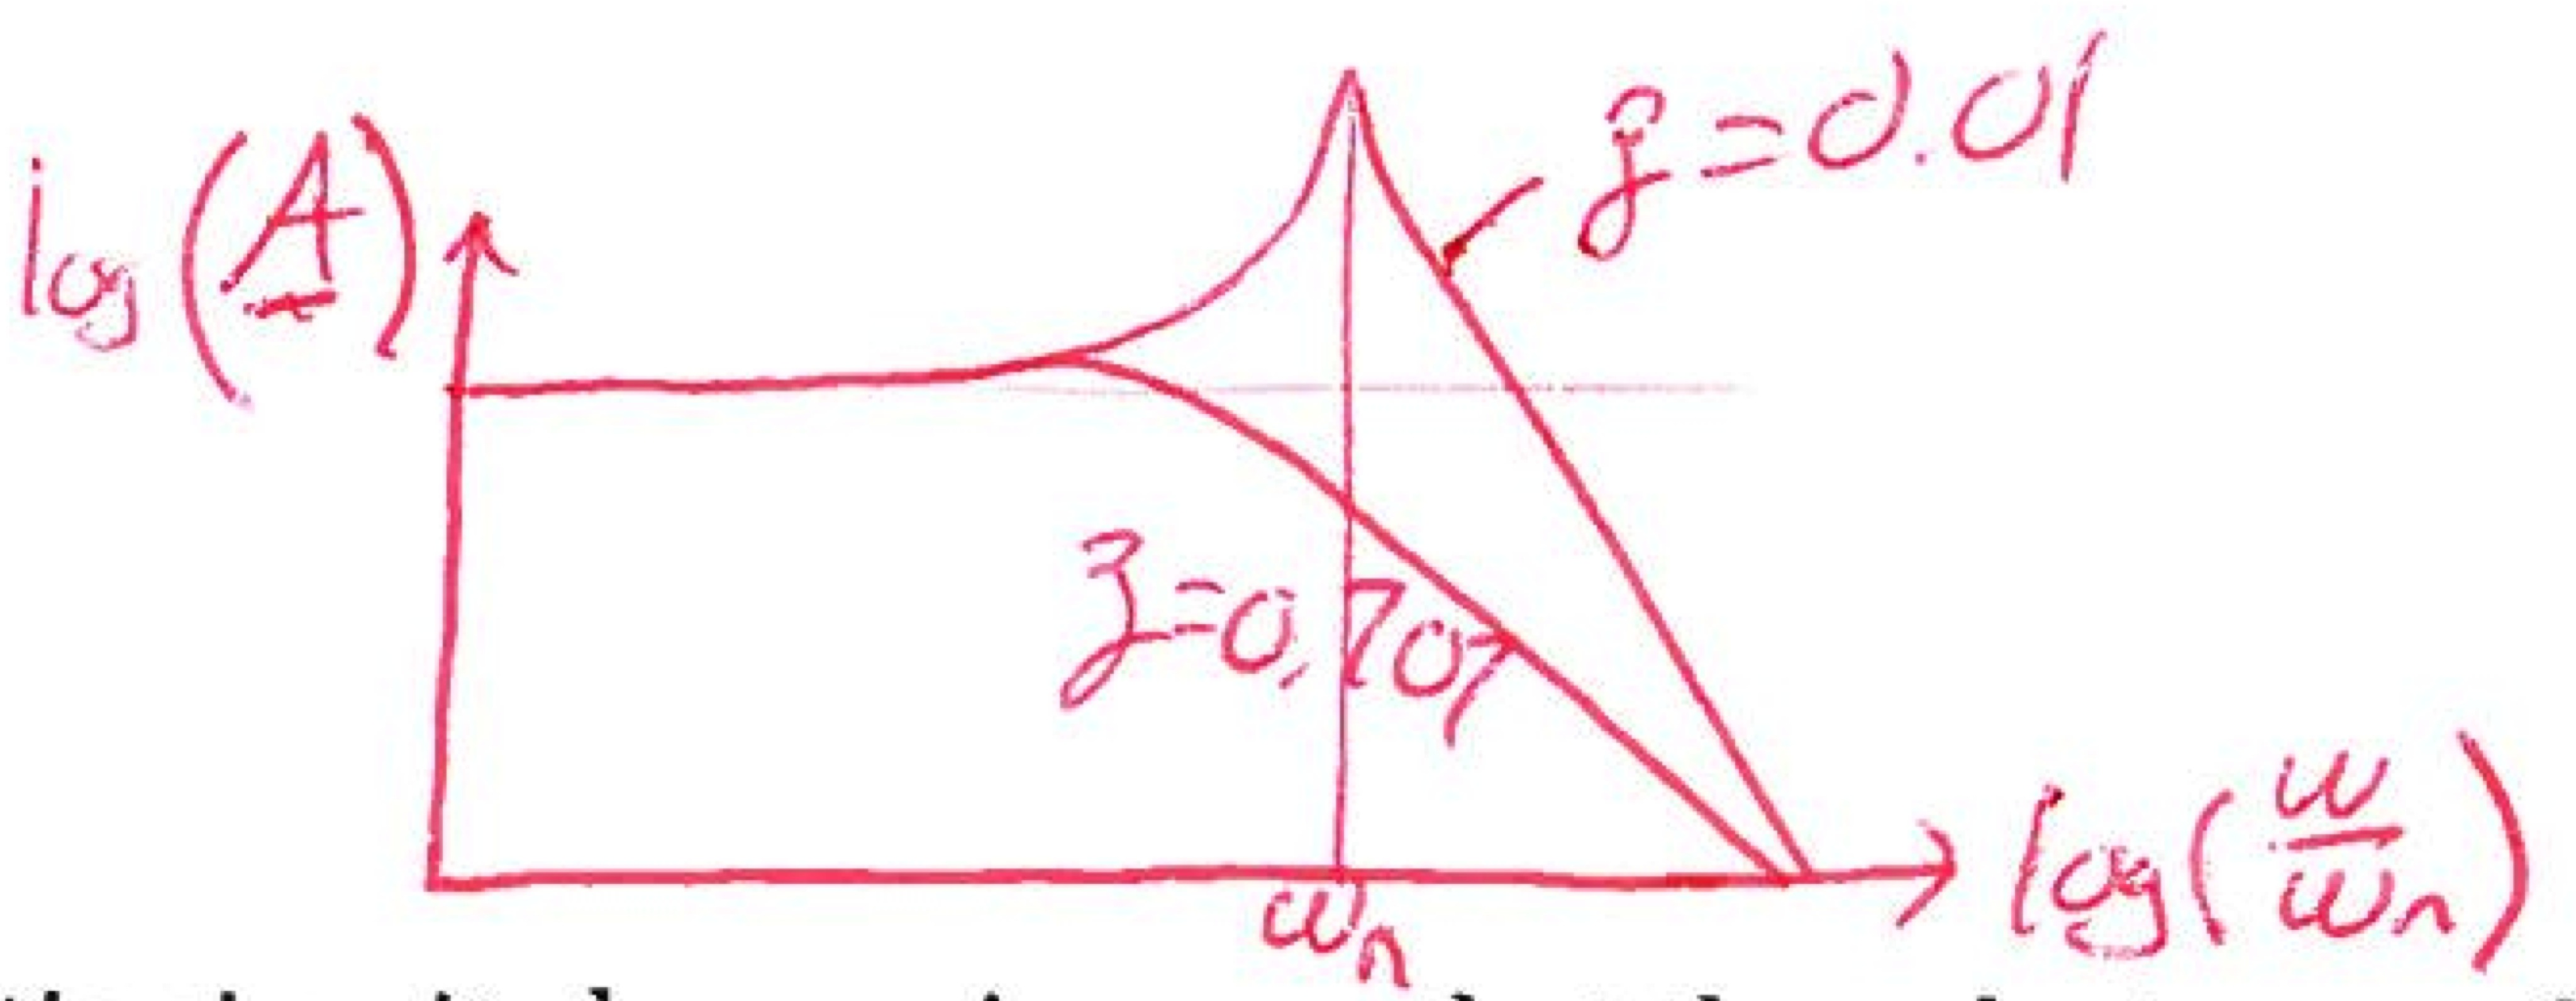 ζ = 0.01
log(A)
ζ = 0.707
log(ω/ωn)
ωn